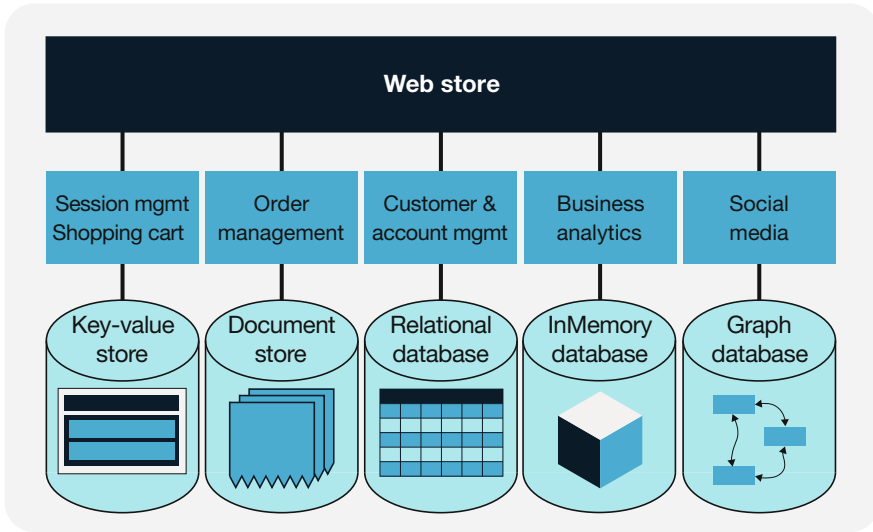 Web store
Session mgmt
Shopping cart
Order
management
Customer &
account mgmt
Business
analytics
Social
media
Key-value
store
Document
store
Relational
database
InMemory
database
Graph
database